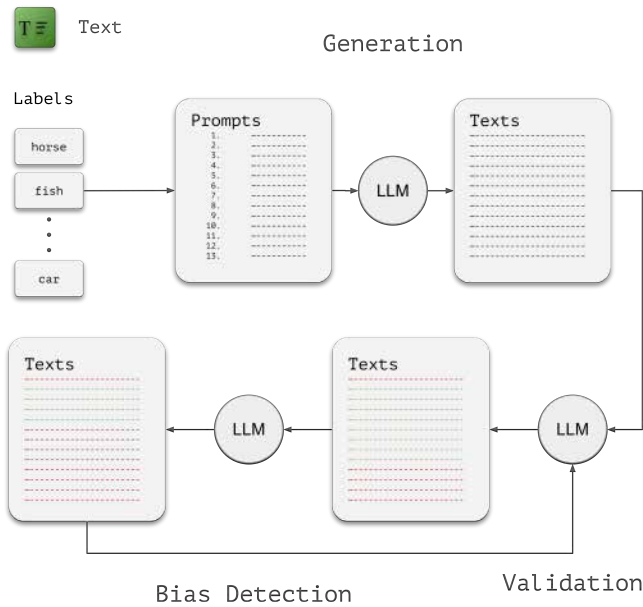 T
Text
Generation
Labels
horse
fish
car
Prompts
1.
2.
3.
4.
5.
6.
7.
8.
9.
10.
11.
12.
13.
LLM
Texts
Texts
LLM
Texts
LLM
Bias Detection
Validation